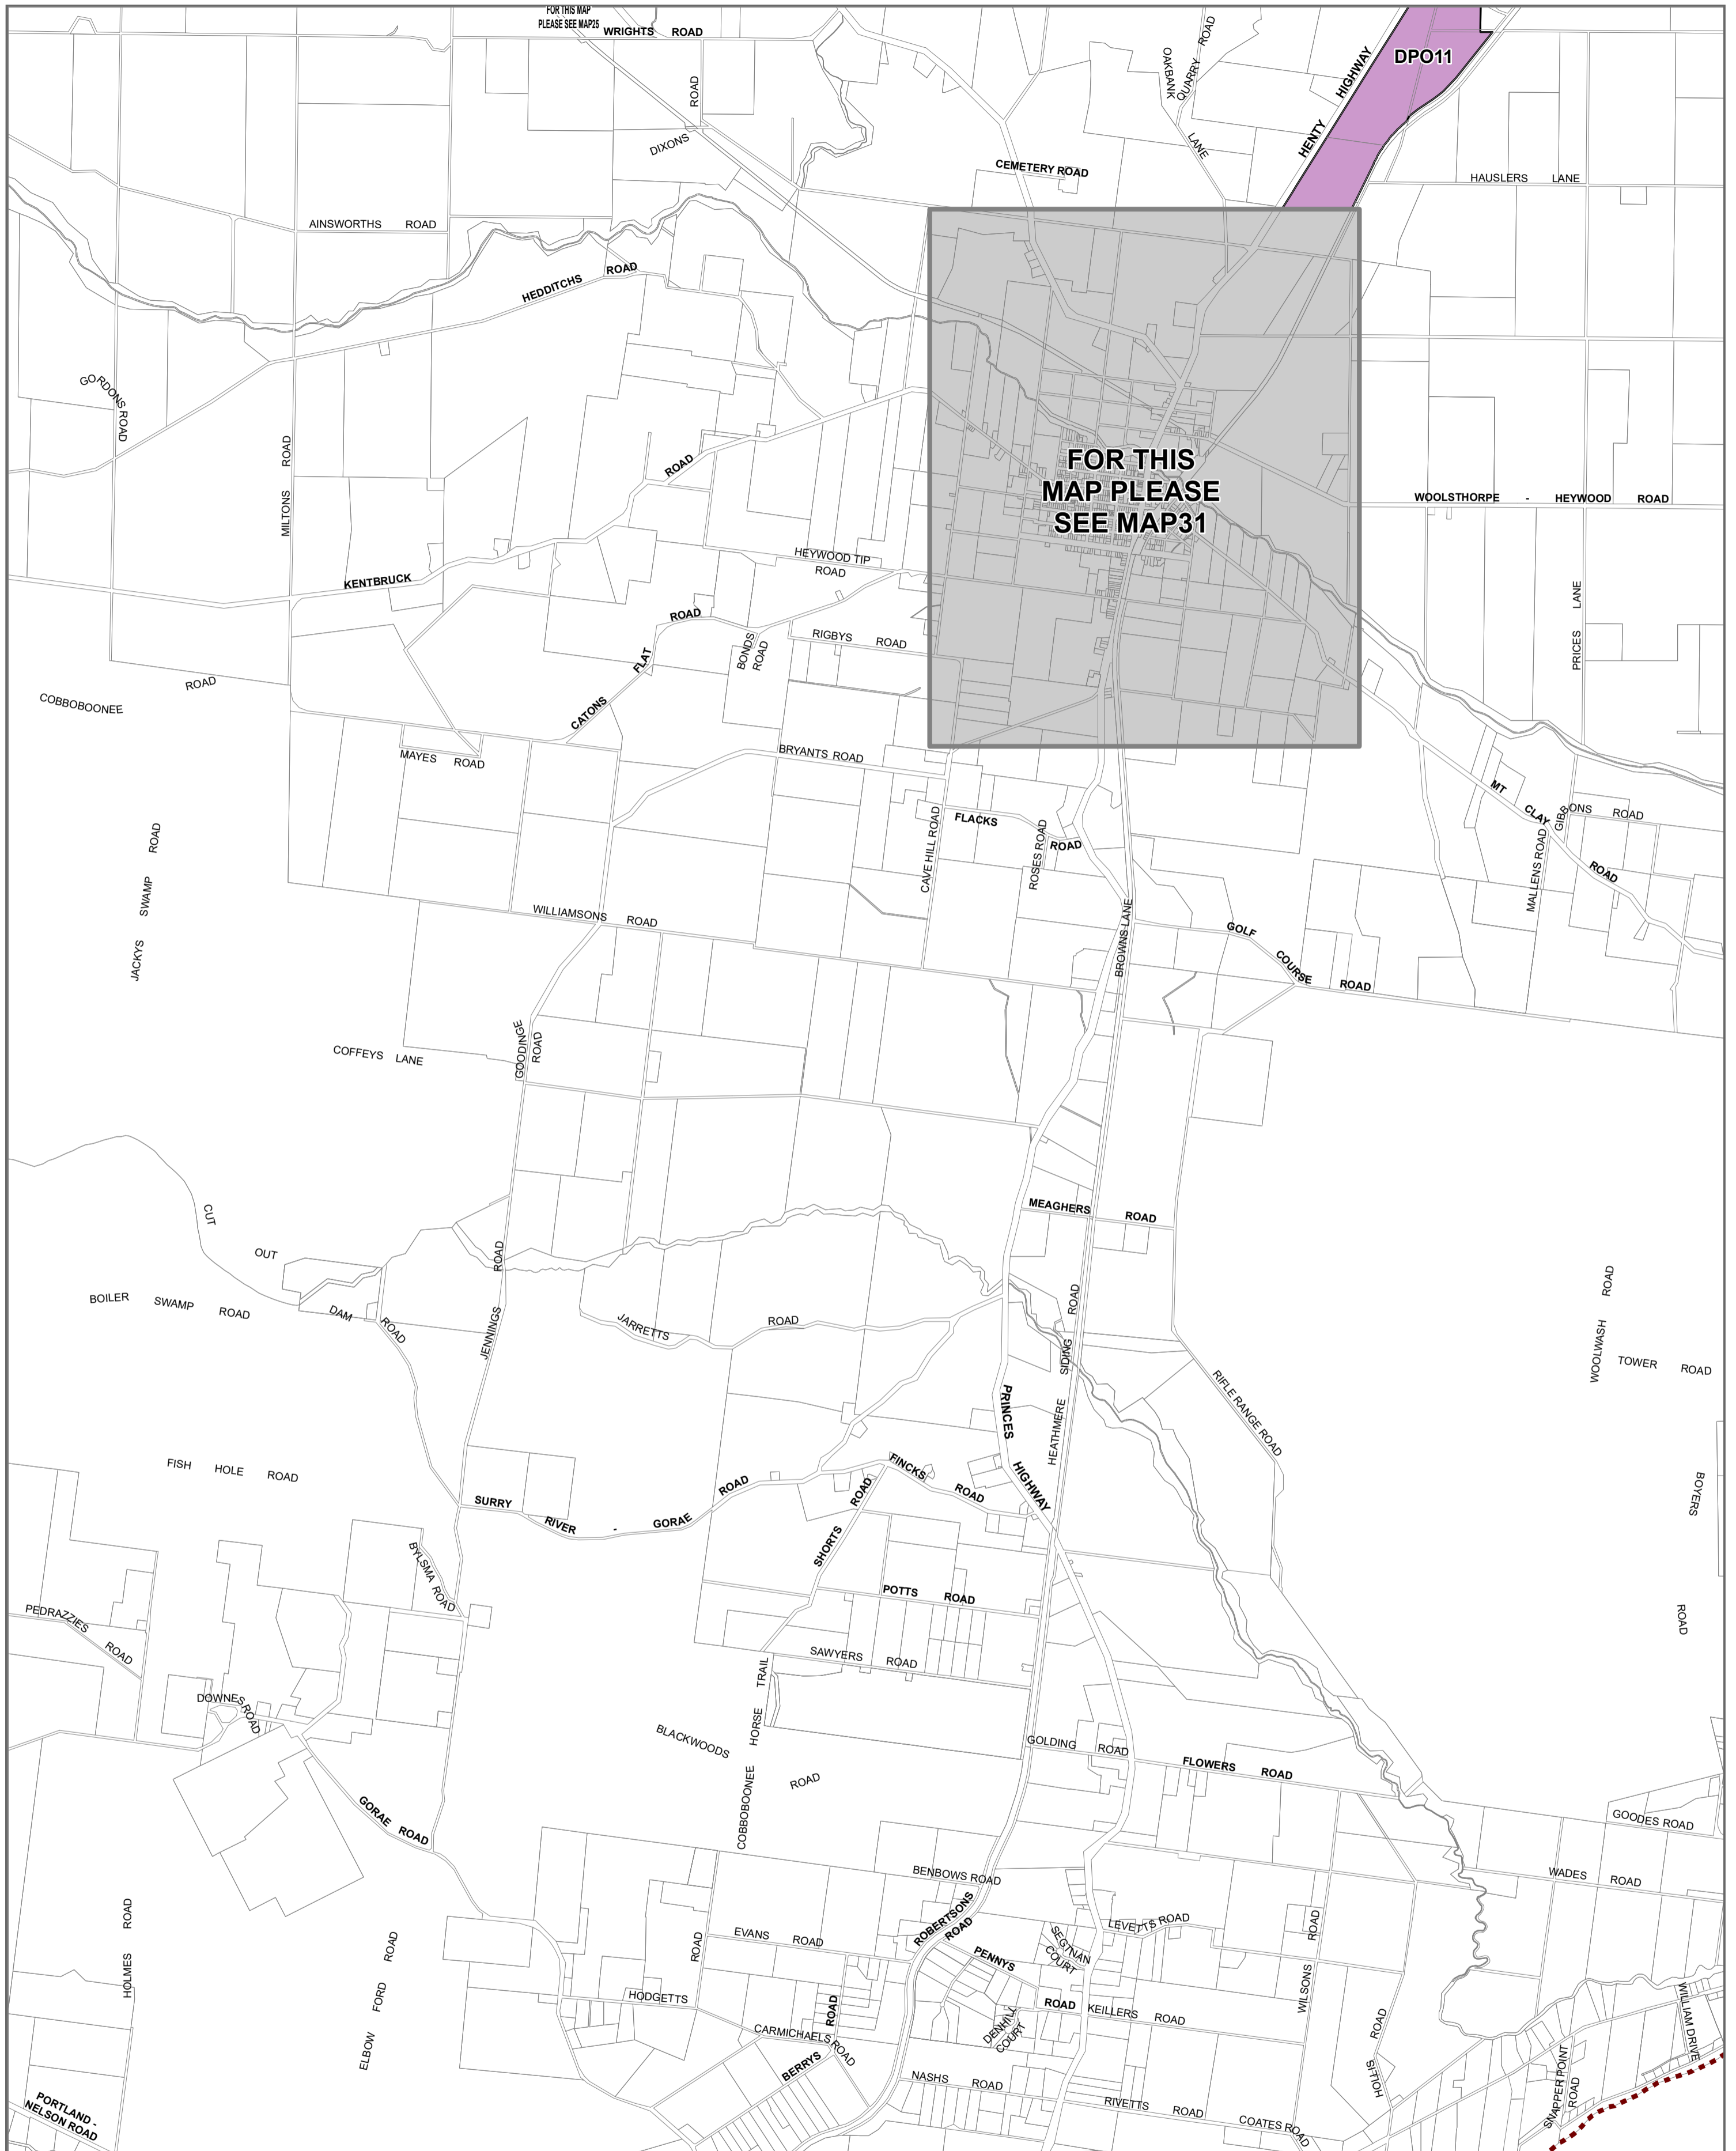 FOR THIS MAP
PLEASE SEE MAP25
WRIGHTS ROAD
ROAD
DIXONS
OAKBANK
QUARRY ROAD
LANE
HENTY HIGHWAY
DPO11
CEMETERY ROAD
HAUSLERS LANE
AINSWORTHS ROAD
HEDDITCHS ROAD
GORDONS ROAD
MILTONS ROAD
ROAD
KENTBRUCK
FOR THIS
MAP PLEASE
SEE MAP31
WOOLSTHORPE - HEYWOOD ROAD
HEYWOOD TIP
ROAD
PRICES LANE
CATONS FLAT ROAD
BONDS
ROAD
RIGBYS ROAD
COBBOBOONEE ROAD
MAYES ROAD
BRYANTS ROAD
CAVE HILL ROAD
FLACKS ROAD
ROSES ROAD
MT CLAY ROAD
GIBBONS ROAD
MALLENS ROAD
JACKYS SWAMP ROAD
WILLIAMSONS ROAD
BROWNS LANE
GOLF COURSE ROAD
COFFEYS LANE
GOODINGE
ROAD
MEAGHERS ROAD
CUT OUT DAM ROAD
BOILER SWAMP ROAD
JENNINGS ROAD
JARRETTS ROAD
HEATHMERE SIDING ROAD
PRINCES HIGHWAY
RIFLE RANGE ROAD
WOOLWASH ROAD
TOWER ROAD
BOYERS ROAD
FISH HOLE ROAD
SURRY RIVER - GORAE ROAD
FINCKS ROAD
SHORTS ROAD
BYLSMA ROAD
POTTS ROAD
PEDRAZZIES ROAD
SAWYERS ROAD
DOWNES ROAD
BLACKWOODS ROAD
COBBOBOONEE HORSE TRAIL
GOLDING ROAD
FLOWERS ROAD
GORAE ROAD
GOODES ROAD
BENBOWS ROAD
WADES ROAD
HOLMES ROAD
ELBOW FORD ROAD
ROBERTSONS
ROAD
EVANS ROAD
ROAD
LEVETTS ROAD
SEGYNAN
COURT
PENNYS ROAD
WILSONS ROAD
HODGETTS
KEILLERS ROAD
DENHILL
COURT
CARMICHAELS ROAD
BERRYS ROAD
NASHS ROAD
RIVETTS ROAD
COATES ROAD
HOLLIS ROAD
SNAPPER POINT
ROAD
WILLIAM DRIVE
PORTLAND -
NELSON ROAD